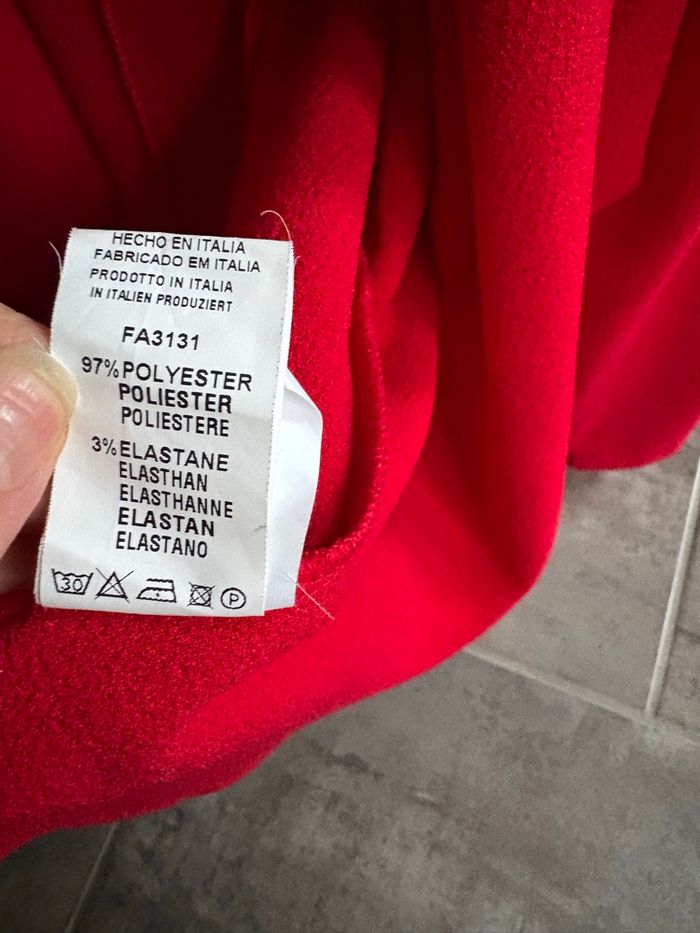 HECHO EN ITALIA
FABRICADO EM ITALIA
PRODOTTO IN ITALIA
IN ITALIEN PRODUZIERT
FA3131
97% POLYESTER
POLIESTER
POLIESTERE
3% ELASTANE
ELASTHAN
ELASTHANNE
ELASTAN
ELASTANO
30 P